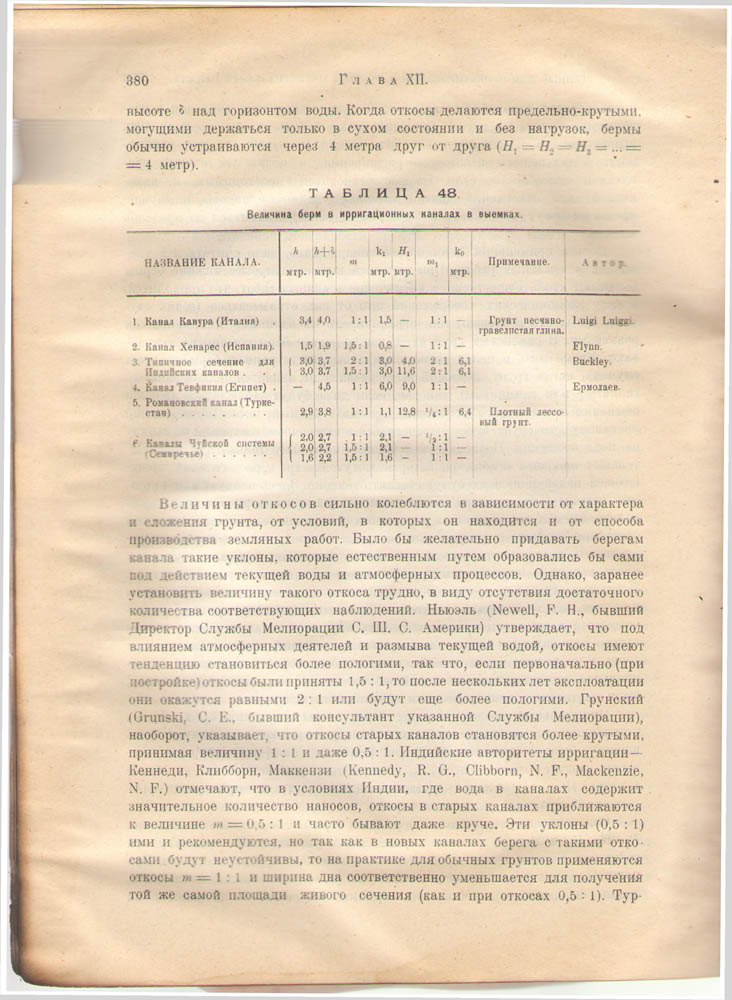 380 Глава XII.
высоте δ над горизонтом воды. Когда откосы делаются предельно-крутыми,
могущими держаться только в сухом состоянии и без нагрузок, бермы
обычно устраиваются через 4 метра друг от друга (H₁ = H₂ = H₃ = ... =
= 4 метр).
ТАБЛИЦА 48.
Величина берм в ирригационных каналах в выемках.
НАЗВАНИЕ КАНАЛА. h мтр. h+δ мтр. m k₁ мтр. H₁ мтр. m₁ k₀ мтр. Примечание. Автор.
1. Канал Кавура (Италия) . 3,4 4,0 1:1 1,5 — 1:1 — Грунт песчано- Luigi Luiggi.
гравелистая глина.
2. Канал Хенарес (Испания). 1,5 1,9 1,5:1 0,8 — 1:1 — Flynn.
3. Типичное сечение для { 3,0 3,7 2:1 3,0 4,0 2:1 6,1 Buckley.
Индийских каналов . . { 3,0 3,7 1,5:1 3,0 11,6 2:1 6,1
4. Канал Тевфикия (Египет) . — 4,5 1:1 6,0 9,0 1:1 — Ермолаев.
5. Романовский канал (Турке-
стан) . . . . . . . . . 2,9 3,8 1:1 1,1 12,8 ¹/₄:1 6,4 Плотный лессо-
вый грунт.
{ 2,0 2,7 1:1 2,1 — ¹/₂:1 —
6. Каналы Чуйской системы { 2,0 2,7 1,5:1 2,1 — 1:1 —
(Семиречье) . . . . . . { 1,6 2,2 1,5:1 1,6 — 1:1 —
Величины откосов сильно колеблются в зависимости от характера
и сложения грунта, от условий, в которых он находится и от способа
производства земляных работ. Было бы желательно придавать берегам
канала такие уклоны, которые естественным путем образовались бы сами
под действием текущей воды и атмосферных процессов. Однако, заранее
установить величину такого откоса трудно, в виду отсутствия достаточного
количества соответствующих наблюдений. Ньюэль (Newell, F. H., бывший
Директор Службы Мелиорации С. Ш. С. Америки) утверждает, что под
влиянием атмосферных деятелей и размыва текущей водой, откосы имеют
тенденцию становиться более пологими, так что, если первоначально (при
постройке) откосы были приняты 1,5 : 1, то после нескольких лет эксплоатации
они окажутся равными 2 : 1 или будут еще более пологими. Грунский
(Grunski, C. E., бывший консультант указанной Службы Мелиорации),
наоборот, указывает, что откосы старых каналов становятся более крутыми,
принимая величину 1 : 1 и даже 0,5 : 1. Индийские авторитеты ирригации—
Кеннеди, Клибборн, Маккензи (Kennedy, R. G., Clibborn, N. F., Mackenzie,
N. F.) отмечают, что в условиях Индии, где вода в каналах содержит
значительное количество наносов, откосы в старых каналах приближаются
к величине m = 0,5 : 1 и часто бывают даже круче. Эти уклоны (0,5 : 1)
ими и рекомендуются, но так как в новых каналах берега с такими отко-
сами будут неустойчивы, то на практике для обычных грунтов применяются
откосы m = 1 : 1 и ширина дна соответственно уменьшается для получения
той же самой площади живого сечения (как и при откосах 0,5 : 1). Тур-